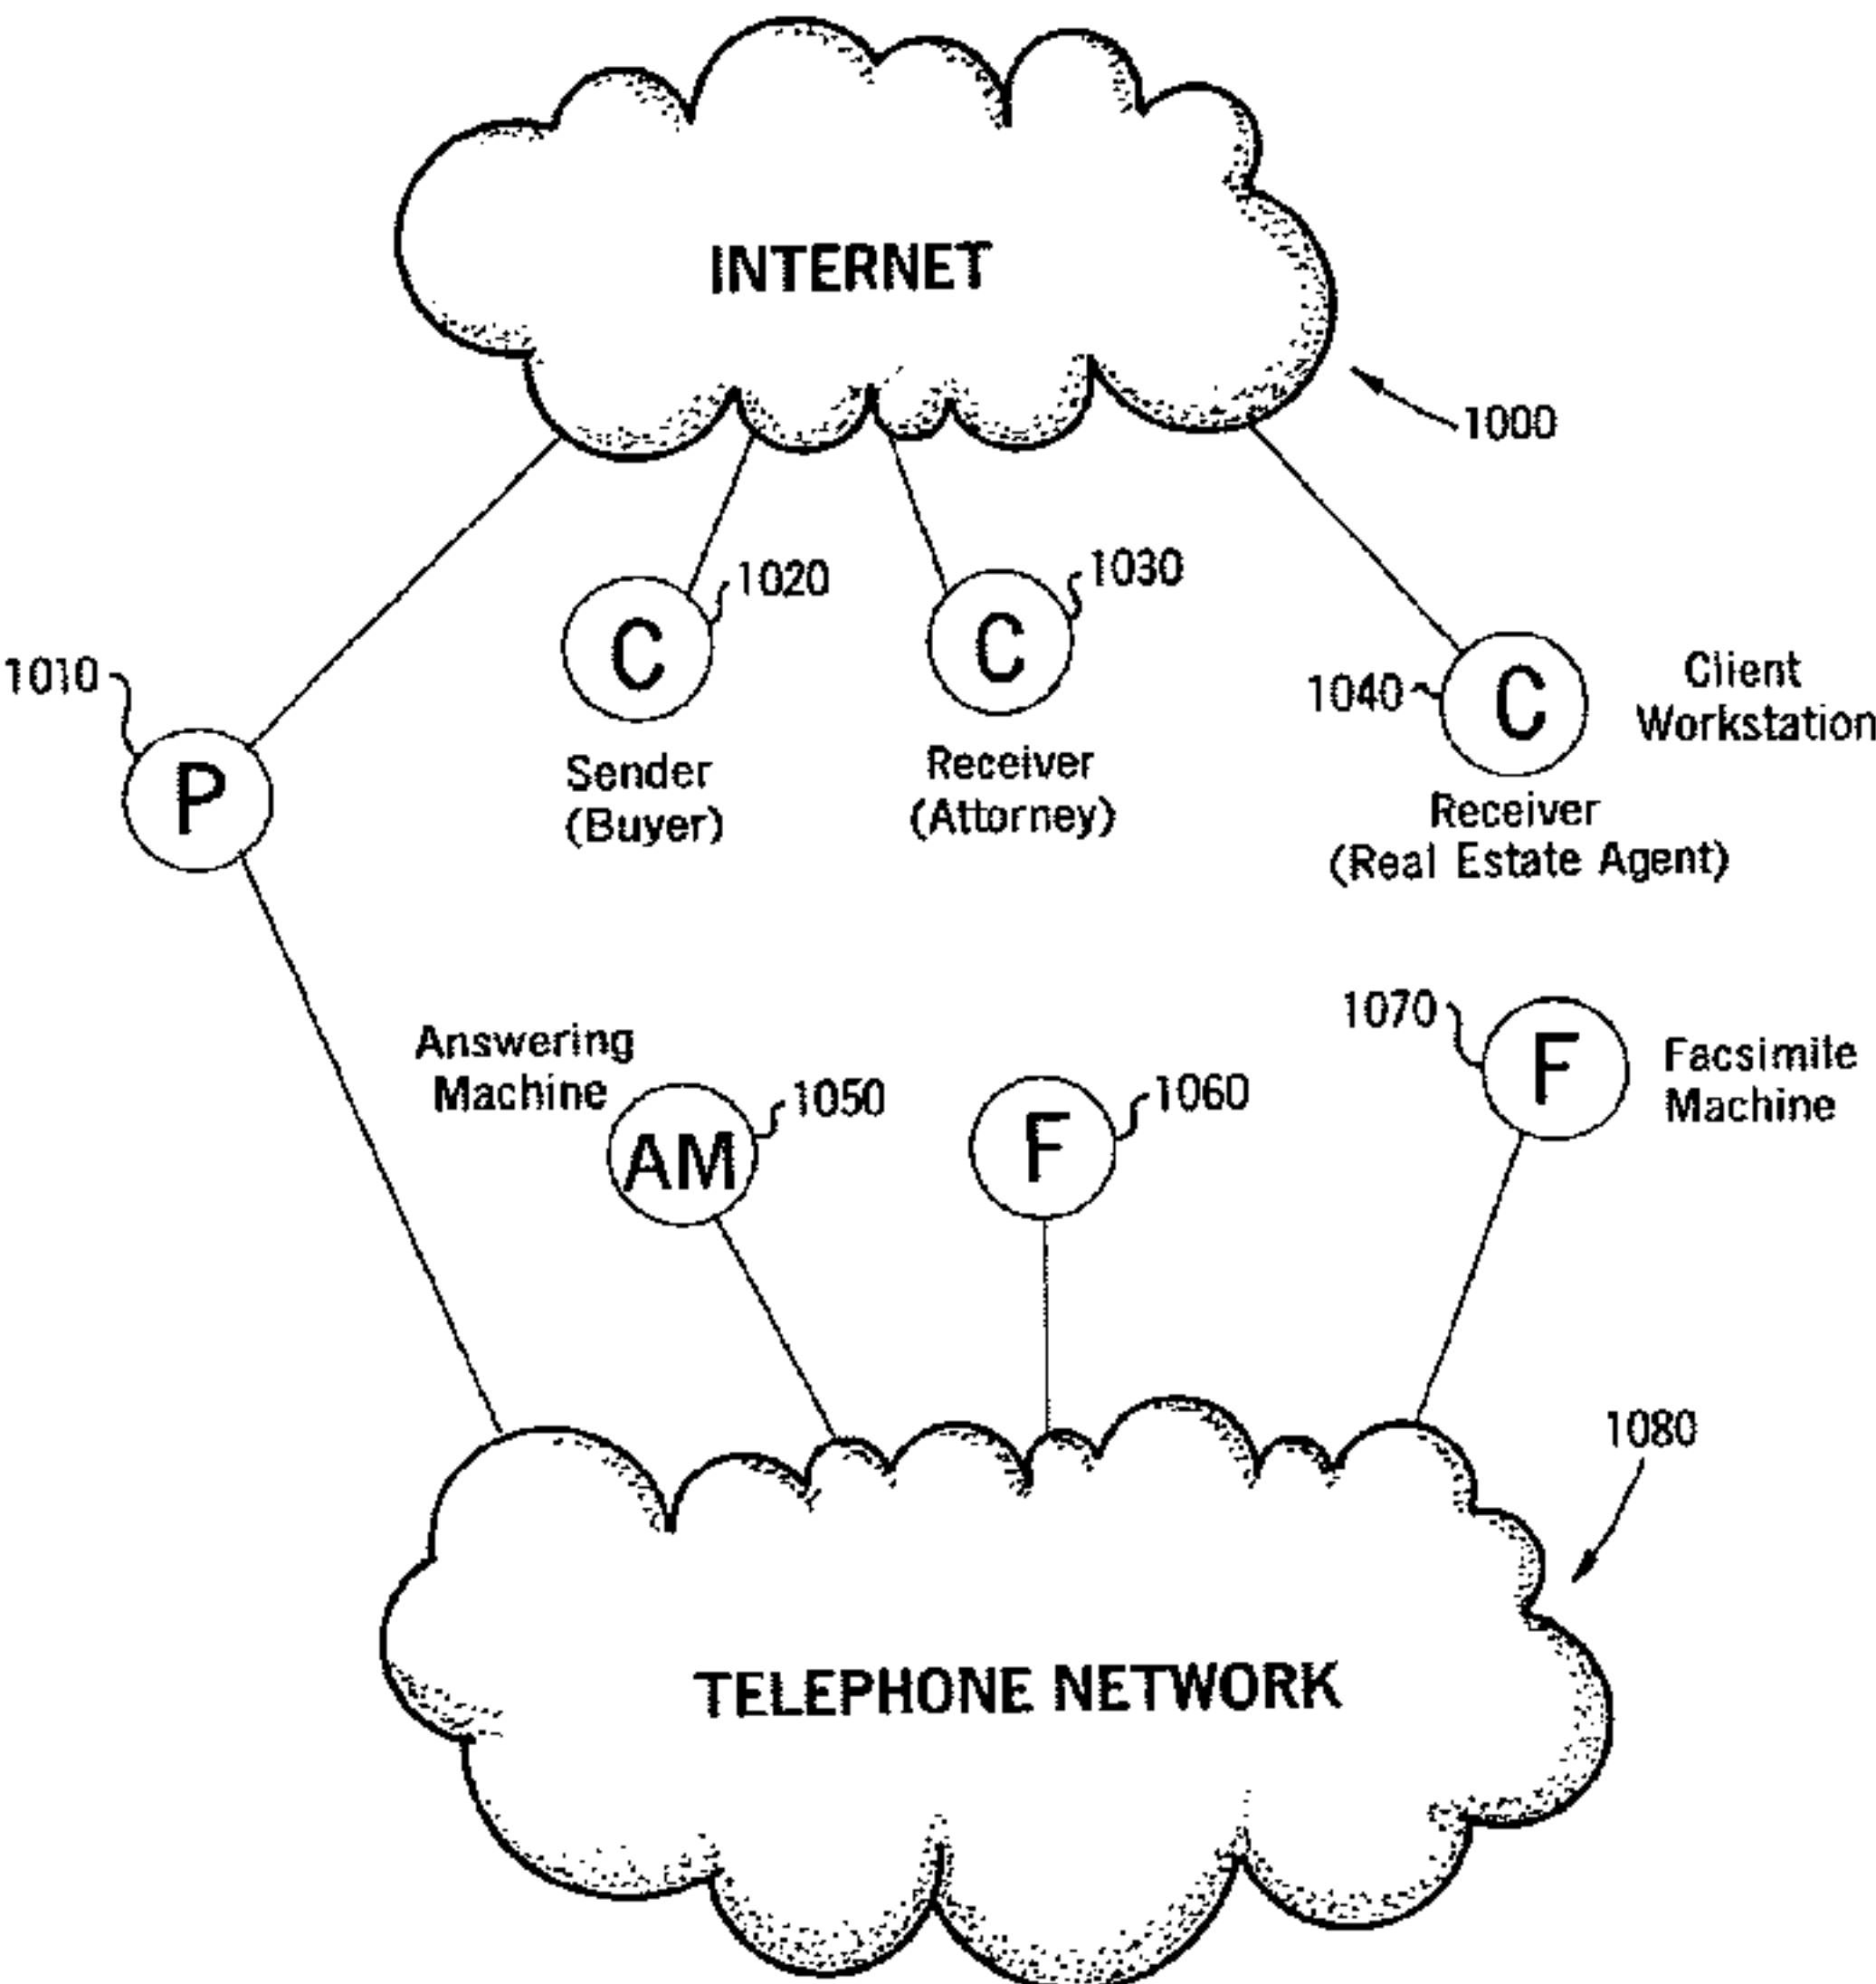 INTERNET
1000
1020
1030
C
C
1010
1040
C
Client
Workstation
P
Sender
(Buyer)
Receiver
(Attorney)
Receiver
(Real Estate Agent)
Answering
Machine
AM
1050
F
1060
1070
F
Facsimile
Machine
1080
TELEPHONE NETWORK